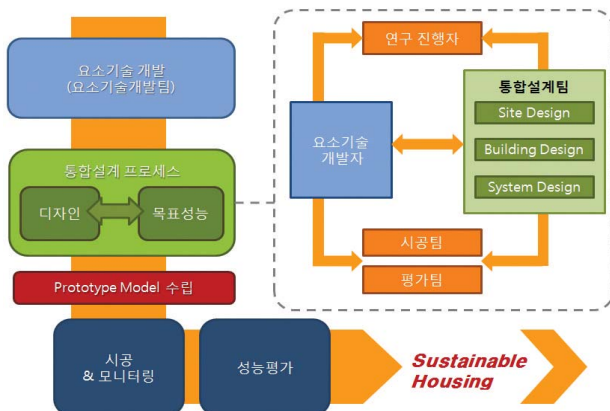 요소기술 개발
(요소기술개발팀)
통합설계 프로세스
디자인
목표성능
Prototype Model 수립
시공
& 모니터링
성능평가
Sustainable
Housing
연구 진행자
요소기술
개발자
통합설계팀
Site Design
Building Design
System Design
시공팀
평가팀